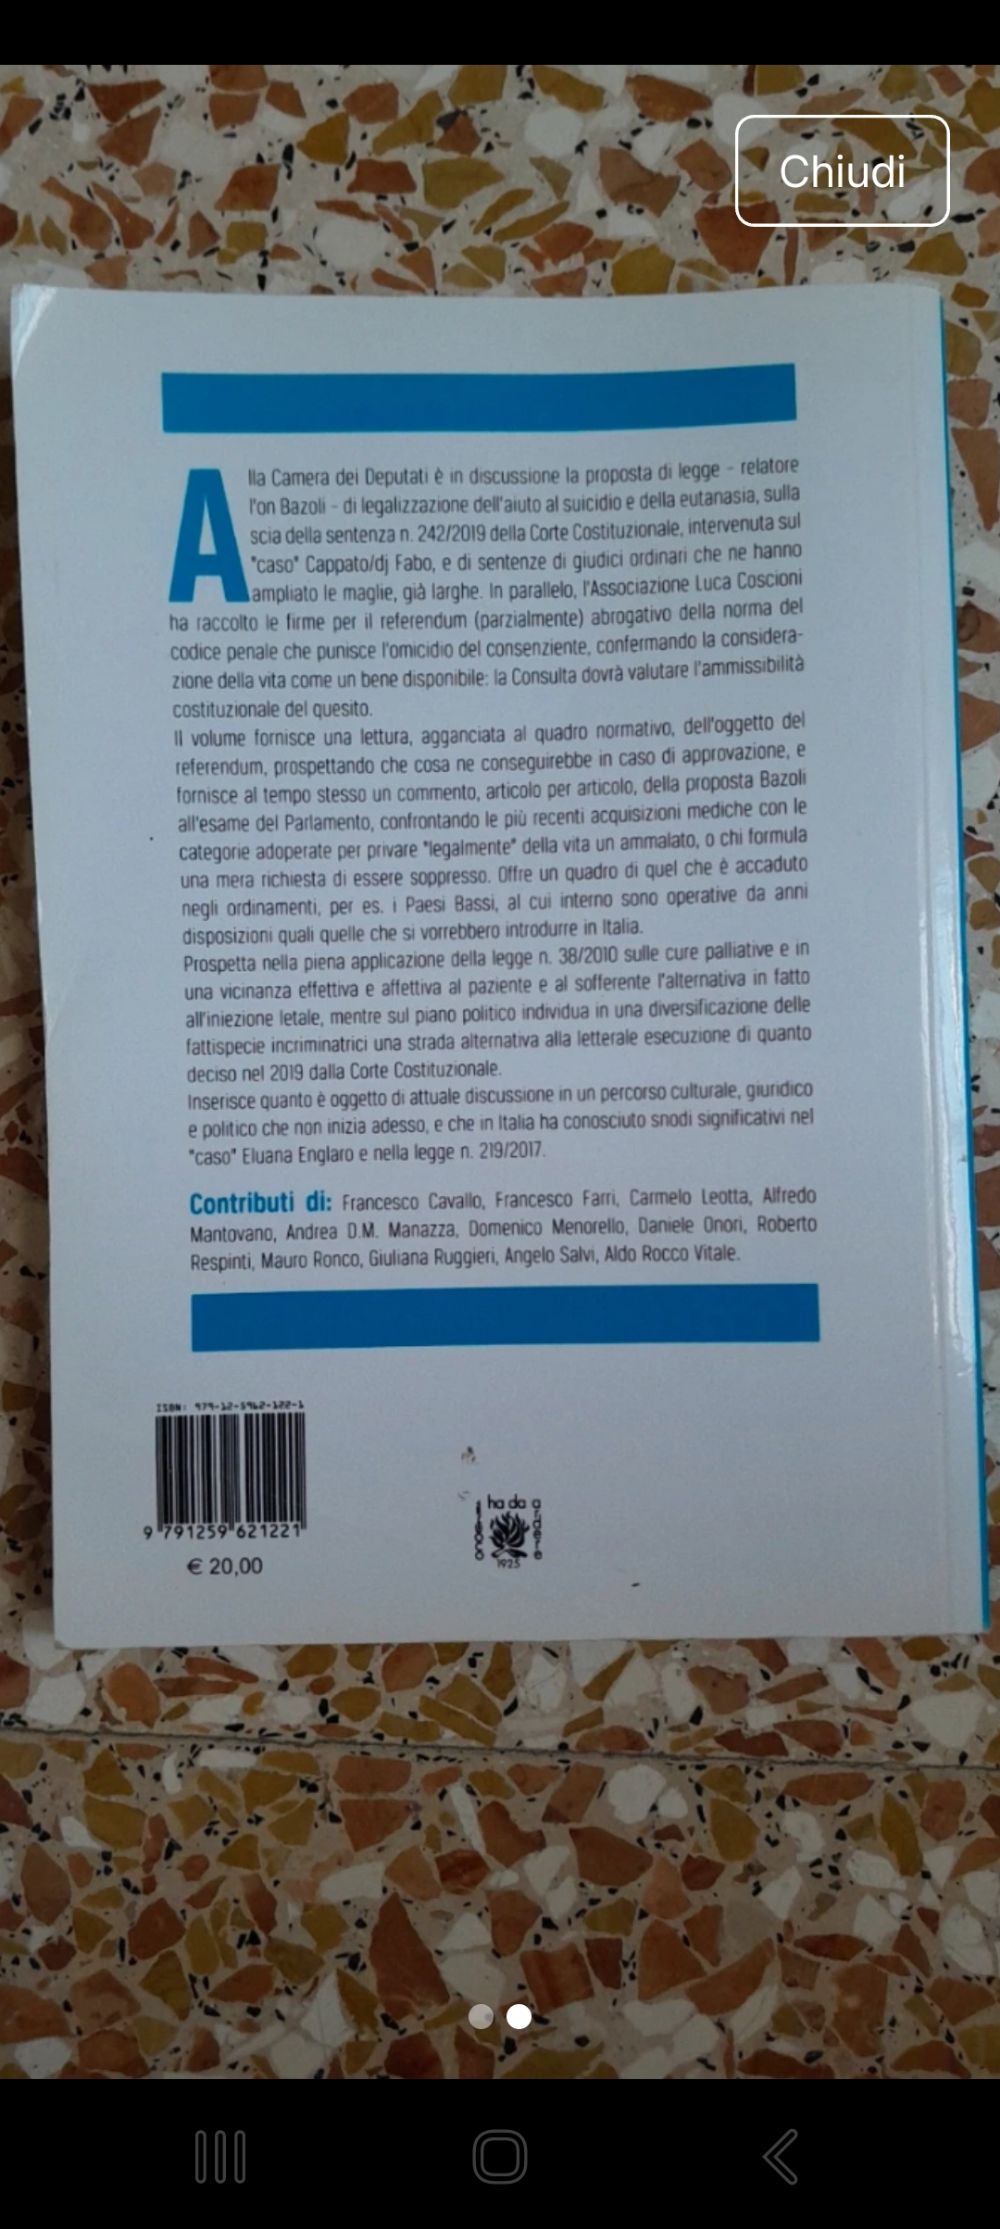 Chiudi
Alla Camera dei Deputati è in discussione la proposta di legge - relatore
l'on Bazoli - di legalizzazione dell'aiuto al suicidio e della eutanasia, sulla
scia della sentenza n. 242/2019 della Corte Costituzionale, intervenuta sul
"caso" Cappato/dj Fabo, e di sentenze di giudici ordinari che ne hanno
ampliato le maglie, già larghe. In parallelo, l'Associazione Luca Coscioni
ha raccolto le firme per il referendum (parzialmente) abrogativo della norma del
codice penale che punisce l'omicidio del consenziente, confermando la considera-
zione della vita come un bene disponibile: la Consulta dovrà valutare l'ammissibilità
costituzionale del quesito.
Il volume fornisce una lettura, agganciata al quadro normativo, dell'oggetto del
referendum, prospettando che cosa ne conseguirebbe in caso di approvazione, e
fornisce al tempo stesso un commento, articolo per articolo, della proposta Bazoli
all'esame del Parlamento, confrontando le più recenti acquisizioni mediche con le
categorie adoperate per privare "legalmente" della vita un ammalato, o chi formula
una mera richiesta di essere soppresso. Offre un quadro di quel che è accaduto
negli ordinamenti, per es. i Paesi Bassi, al cui interno sono operative da anni
disposizioni quali quelle che si vorrebbero introdurre in Italia.
Prospetta nella piena applicazione della legge n. 38/2010 sulle cure palliative e in
una vicinanza effettiva e affettiva al paziente e al sofferente l'alternativa in fatto
all'iniezione letale, mentre sul piano politico individua in una diversificazione delle
fattispecie incriminatrici una strada alternativa alla letterale esecuzione di quanto
deciso nel 2019 dalla Corte Costituzionale.
Inserisce quanto è oggetto di attuale discussione in un percorso culturale, giuridico
e politico che non inizia adesso, e che in Italia ha conosciuto snodi significativi nel
"caso" Eluana Englaro e nella legge n. 219/2017.
Contributi di: Francesco Cavallo, Francesco Farri, Carmelo Leotta, Alfredo
Mantovano, Andrea D.M. Manazza, Domenico Menorello, Daniele Onori, Roberto
Respinti, Mauro Ronco, Giuliana Ruggieri, Angelo Salvi, Aldo Rocco Vitale.
ISBN: 979-12-5962-122-1
9 791259 621221
€ 20,00
il fuoco ha da ardere
1925